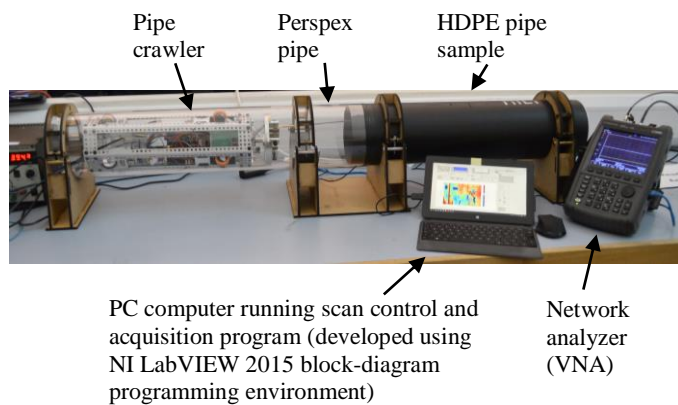 Pipe
crawler
Perspex
pipe
HDPE pipe
sample
PC computer running scan control and
acquisition program (developed using
NI LabVIEW 2015 block-diagram
programming environment)
Network
analyzer
(VNA)